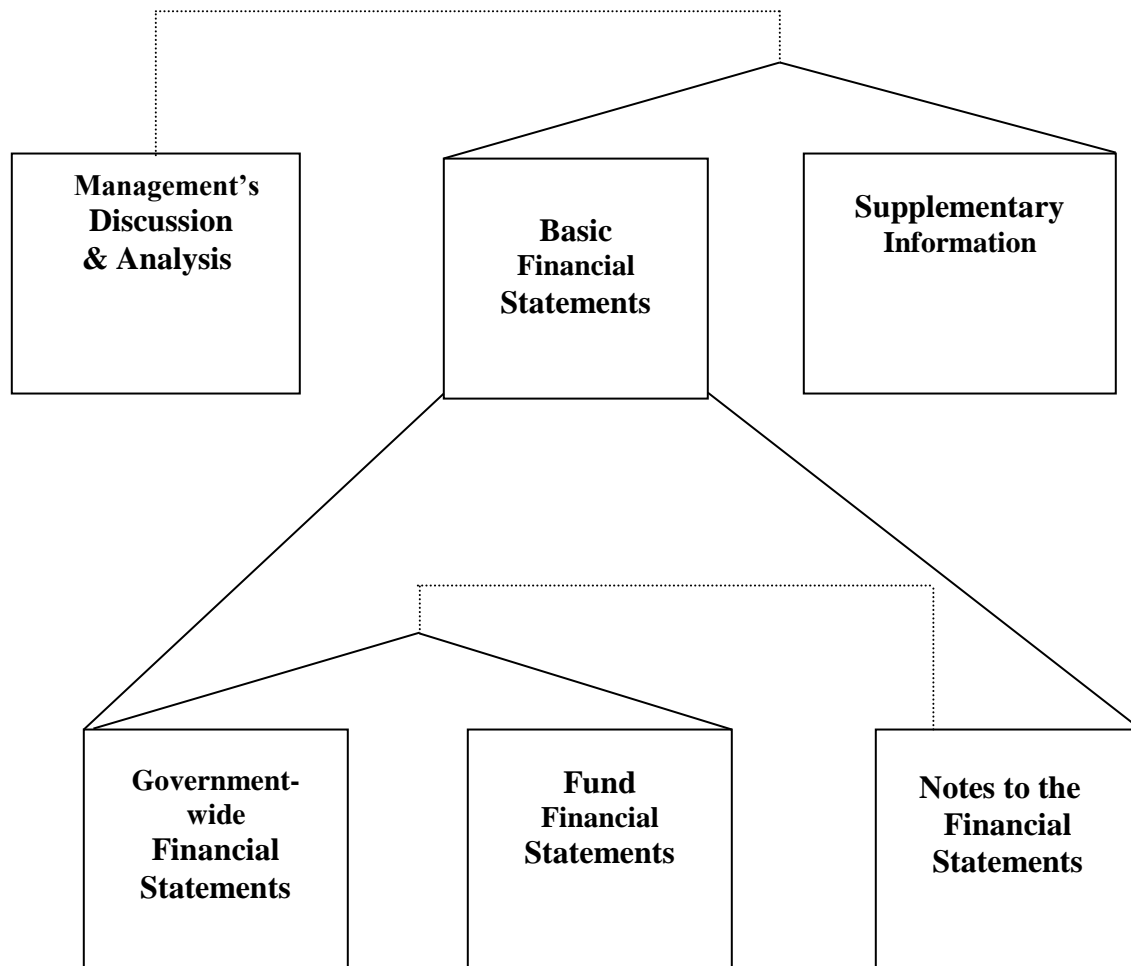 Management’s
Discussion
& Analysis
Basic
Financial
Statements
Supplementary
Information
Government-
wide
Financial
Statements
Fund
Financial
Statements
Notes to the
Financial
Statements